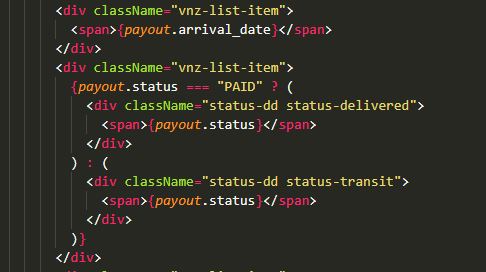 <div className="vnz-list-item">
<span>{payout.arrival_date}</span>
</div>
<div className="vnz-list-item">
{payout.status === "PAID" ? (
<div className="status-dd status-delivered">
<span>{payout.status}</span>
</div>
) : (
<div className="status-dd status-transit">
<span>{payout.status}</span>
</div>
)}
</div>